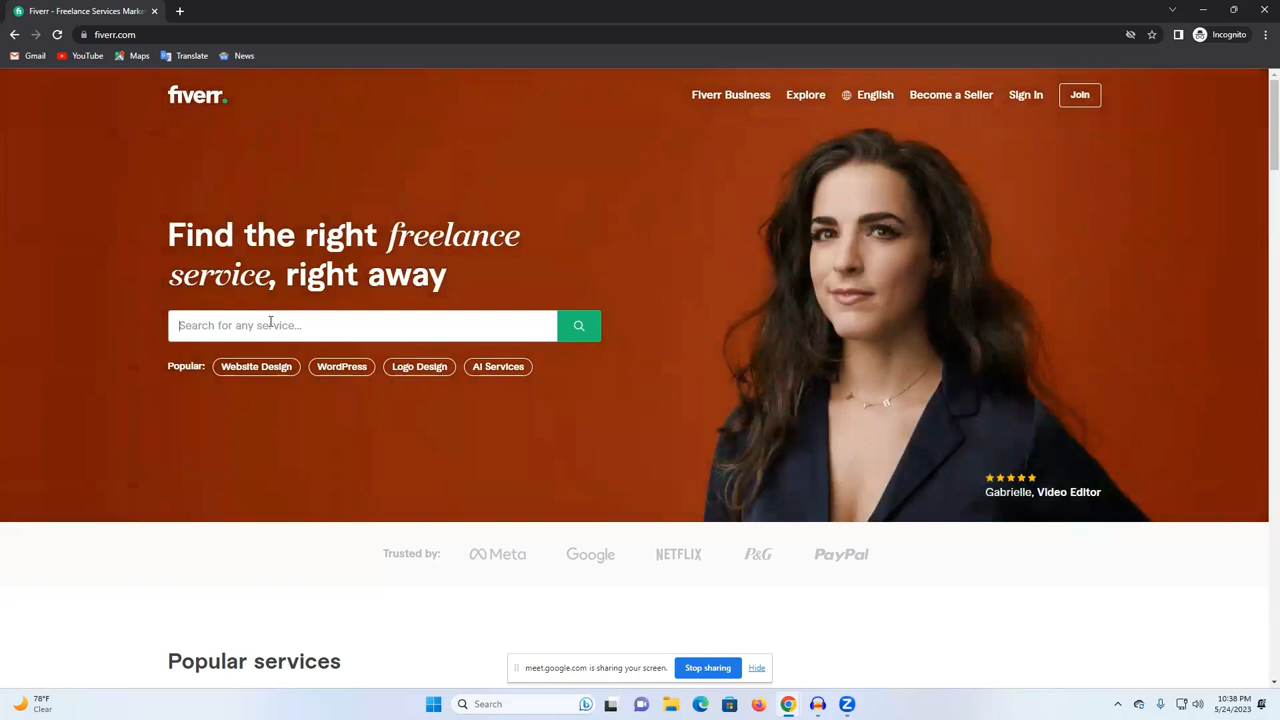 Fiverr - Freelance Services Marke
fiverr.com
Incognito
Gmail YouTube Maps Translate News
fiverr.
Fiverr Business Explore English Become a Seller Sign In Join
Find the right freelance
service, right away
Search for any service...
Popular: Website Design WordPress Logo Design AI Services
Gabrielle, Video Editor
Trusted by: Meta Google NETFLIX P&G PayPal
Popular services
meet.google.com is sharing your screen. Stop sharing Hide
78°F
Clear
Search
10:38 PM
5/24/2023